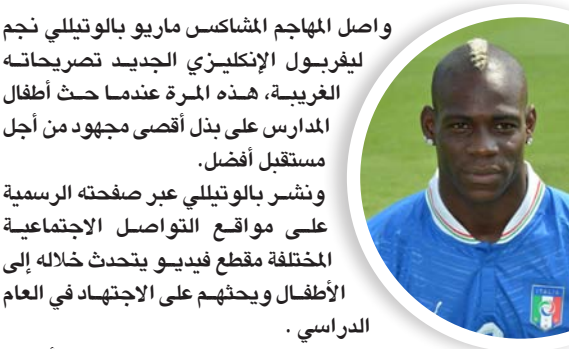 واصل المهاجم المشاكس ماريو بالوتيللي نجم
ليفربول الإنكليزي الجديد تصريحاته
الغريبة، هذه المرة عندما حث أطفال
المدارس على بذل أقصى مجهود من أجل
مستقبل أفضل.
ونشر بالوتيللي عبر صفحته الرسمية
على مواقع التواصل الاجتماعية
المختلفة مقطع فيديو يتحدث خلاله إلى
الأطفال ويحثهم على الاجتهاد في العام
الدراسي .
ITALIA